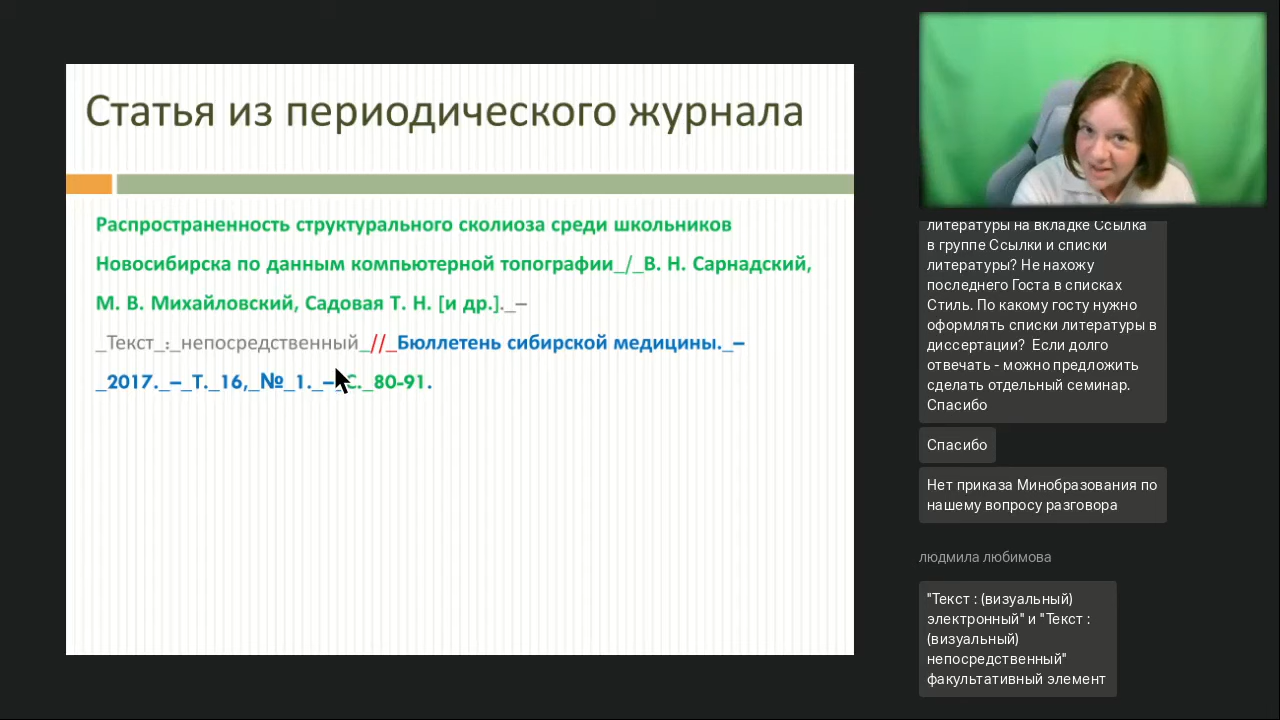 Статья из периодического журнала
Распространенность структурального сколиоза среди школьников
Новосибирска по данным компьютерной топографии_/_В. Н. Сарнадский,
М. В. Михайловский, Садовая Т. Н. [и др.]._–
_Текст_:_непосредственный_//_Бюллетень сибирской медицины._–
_2017._–_Т._16,_№_1._–_С._80-91.
литературы на вкладке Ссылка
в группе Ссылки и списки
литературы? Не нахожу
последнего Госта в списках
Стиль. По какому госту нужно
оформлять списки литературы в
диссертации? Если долго
отвечать - можно предложить
сделать отдельный семинар.
Спасибо
Спасибо
Нет приказа Минобразования по
нашему вопросу разговора
людмила любимова
"Текст : (визуальный)
электронный" и "Текст :
(визуальный)
непосредственный"
факультативный элемент